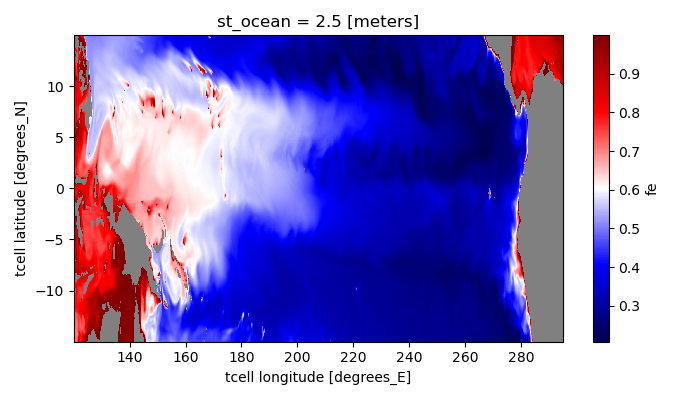 st_ocean = 2.5 [meters]
10
5
0
−5
−10
tcell latitude [degrees_N]
140 160 180 200 220 240 260 280
tcell longitude [degrees_E]
0.9
0.8
0.7
0.6
0.5
0.4
0.3
fe